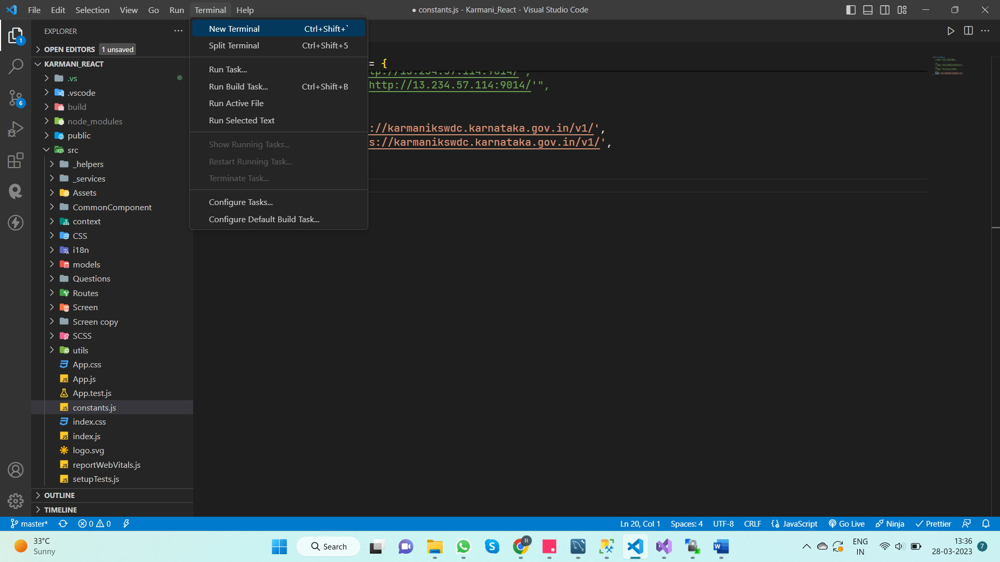 File Edit Selection View Go Run Terminal Help
● constants.js - Karmani_React - Visual Studio Code
EXPLORER
OPEN EDITORS 1 unsaved
KARMANI_REACT
.vs
.vscode
build
node_modules
public
src
_helpers
_services
Assets
CommonComponent
context
CSS
i18n
models
Questions
Routes
Screen
Screen copy
SCSS
utils
App.css
App.js
App.test.js
constants.js
index.css
index.js
logo.svg
reportWebVitals.js
setupTests.js
OUTLINE
TIMELINE
New Terminal Ctrl+Shift+`
Split Terminal Ctrl+Shift+5
Run Task...
Run Build Task... Ctrl+Shift+B
Run Active File
Run Selected Text
Show Running Tasks...
Restart Running Task...
Terminate Task...
Configure Tasks...
Configure Default Build Task...
= {
tp://13.234.57.114:9014/ ,
http://13.234.57.114:9014/'",
://karmanikswdc.karnataka.gov.in/v1/',
s://karmanikswdc.karnataka.gov.in/v1/',
1
6
master* 0 0
Ln 20, Col 1 Spaces: 4 UTF-8 CRLF JavaScript Go Live Ninja Prettier
33°C
Sunny
Search
R
ENG
IN
13:36
28-03-2023
7